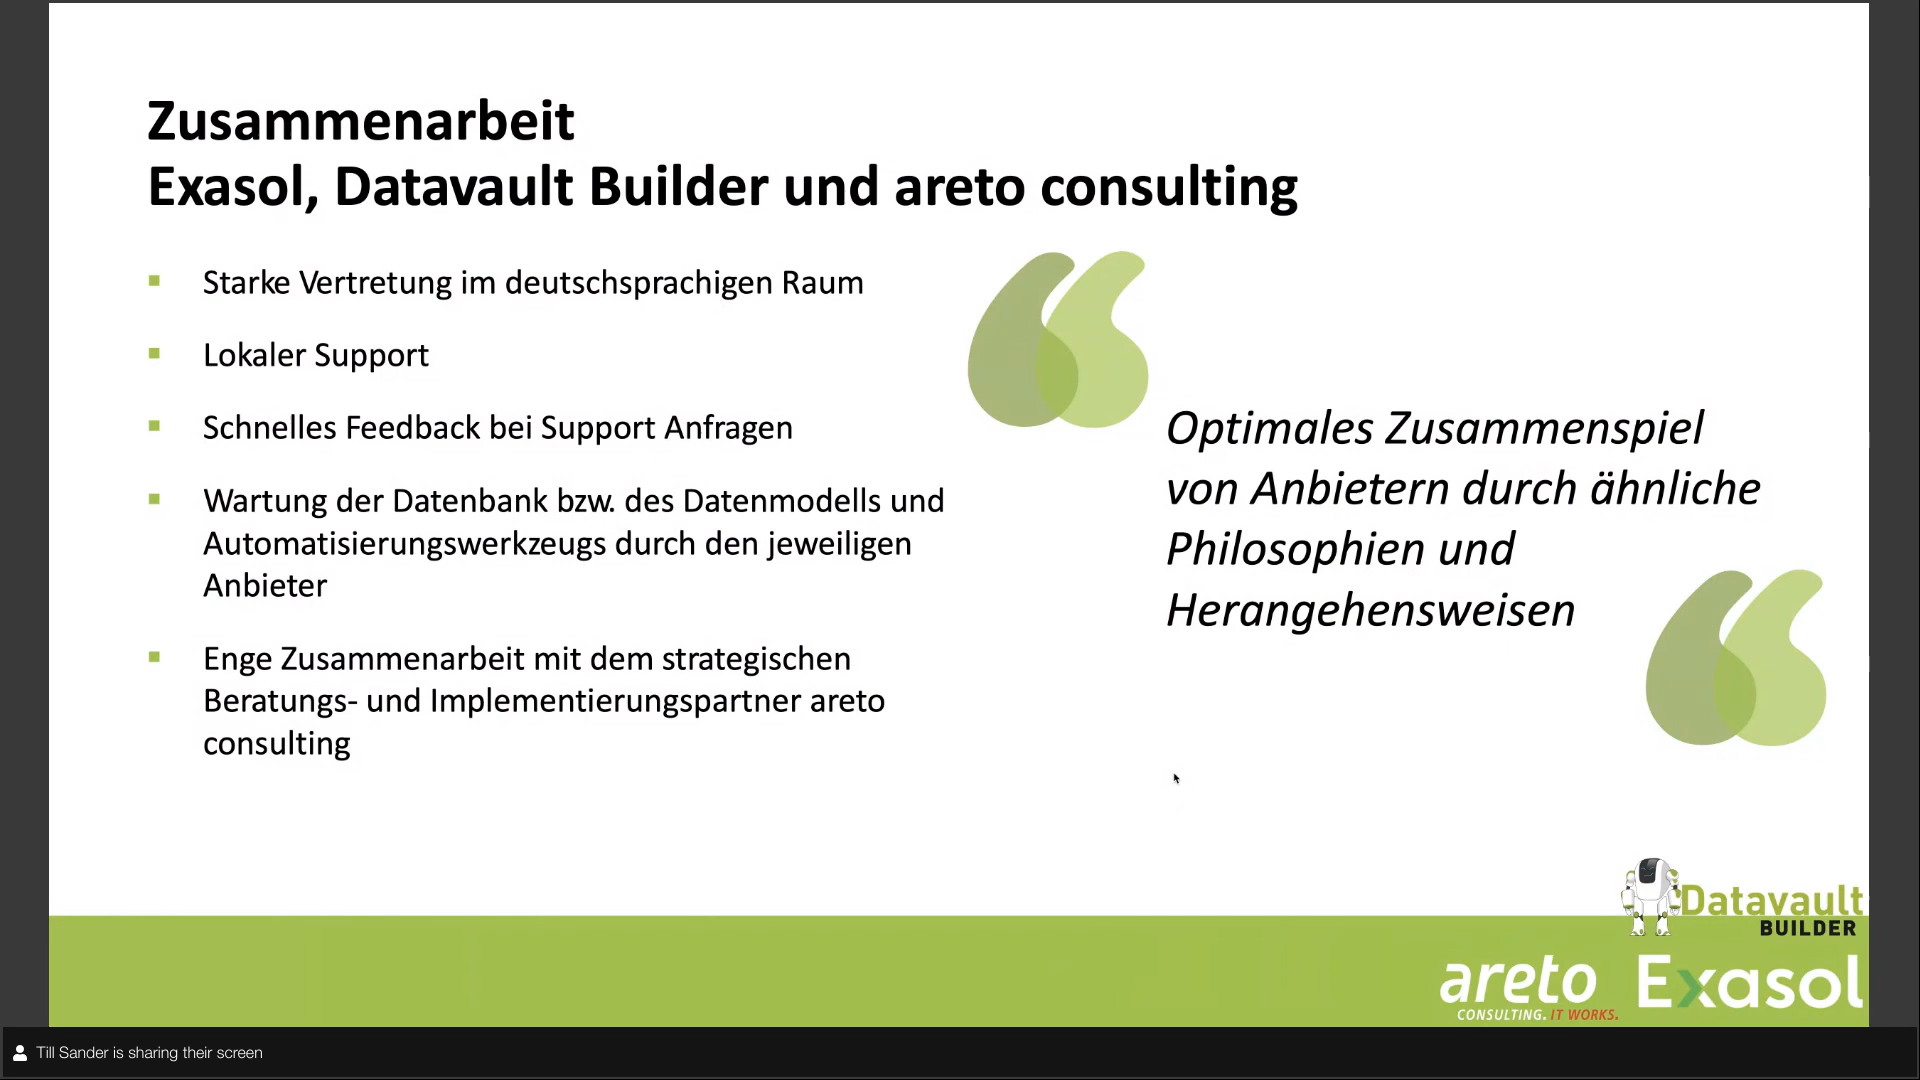 Zusammenarbeit
Exasol, Datavault Builder und areto consulting
Starke Vertretung im deutschsprachigen Raum
Lokaler Support
Schnelles Feedback bei Support Anfragen
Wartung der Datenbank bzw. des Datenmodells und
Automatisierungswerkzeugs durch den jeweiligen
Anbieter
Enge Zusammenarbeit mit dem strategischen
Beratungs- und Implementierungspartner areto
consulting
Optimales Zusammenspiel
von Anbietern durch ähnliche
Philosophien und
Herangehensweisen
Datavault
BUILDER
areto
CONSULTING. IT WORKS.
Exasol
Till Sander is sharing their screen